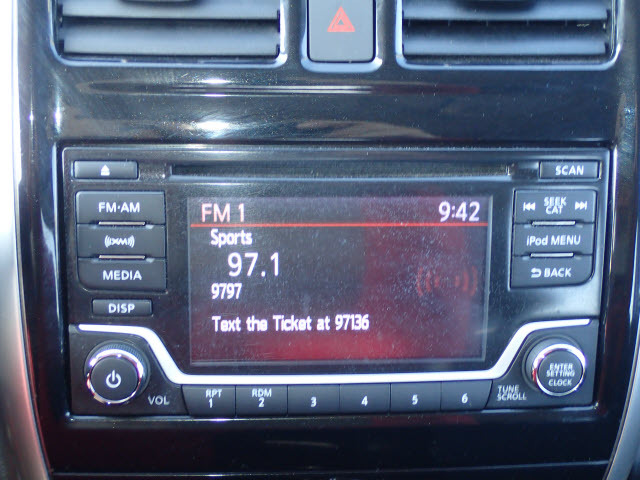 SCAN
FM·AM
SEEK
CAT
((XM))
iPod MENU
MEDIA
BACK
DISP
FM 1
9:42
Sports
97.1
9797
Text the Ticket at 97136
VOL
RPT
1
RDM
2
3
4
5
6
TUNE
SCROLL
ENTER
SETTING
CLOCK